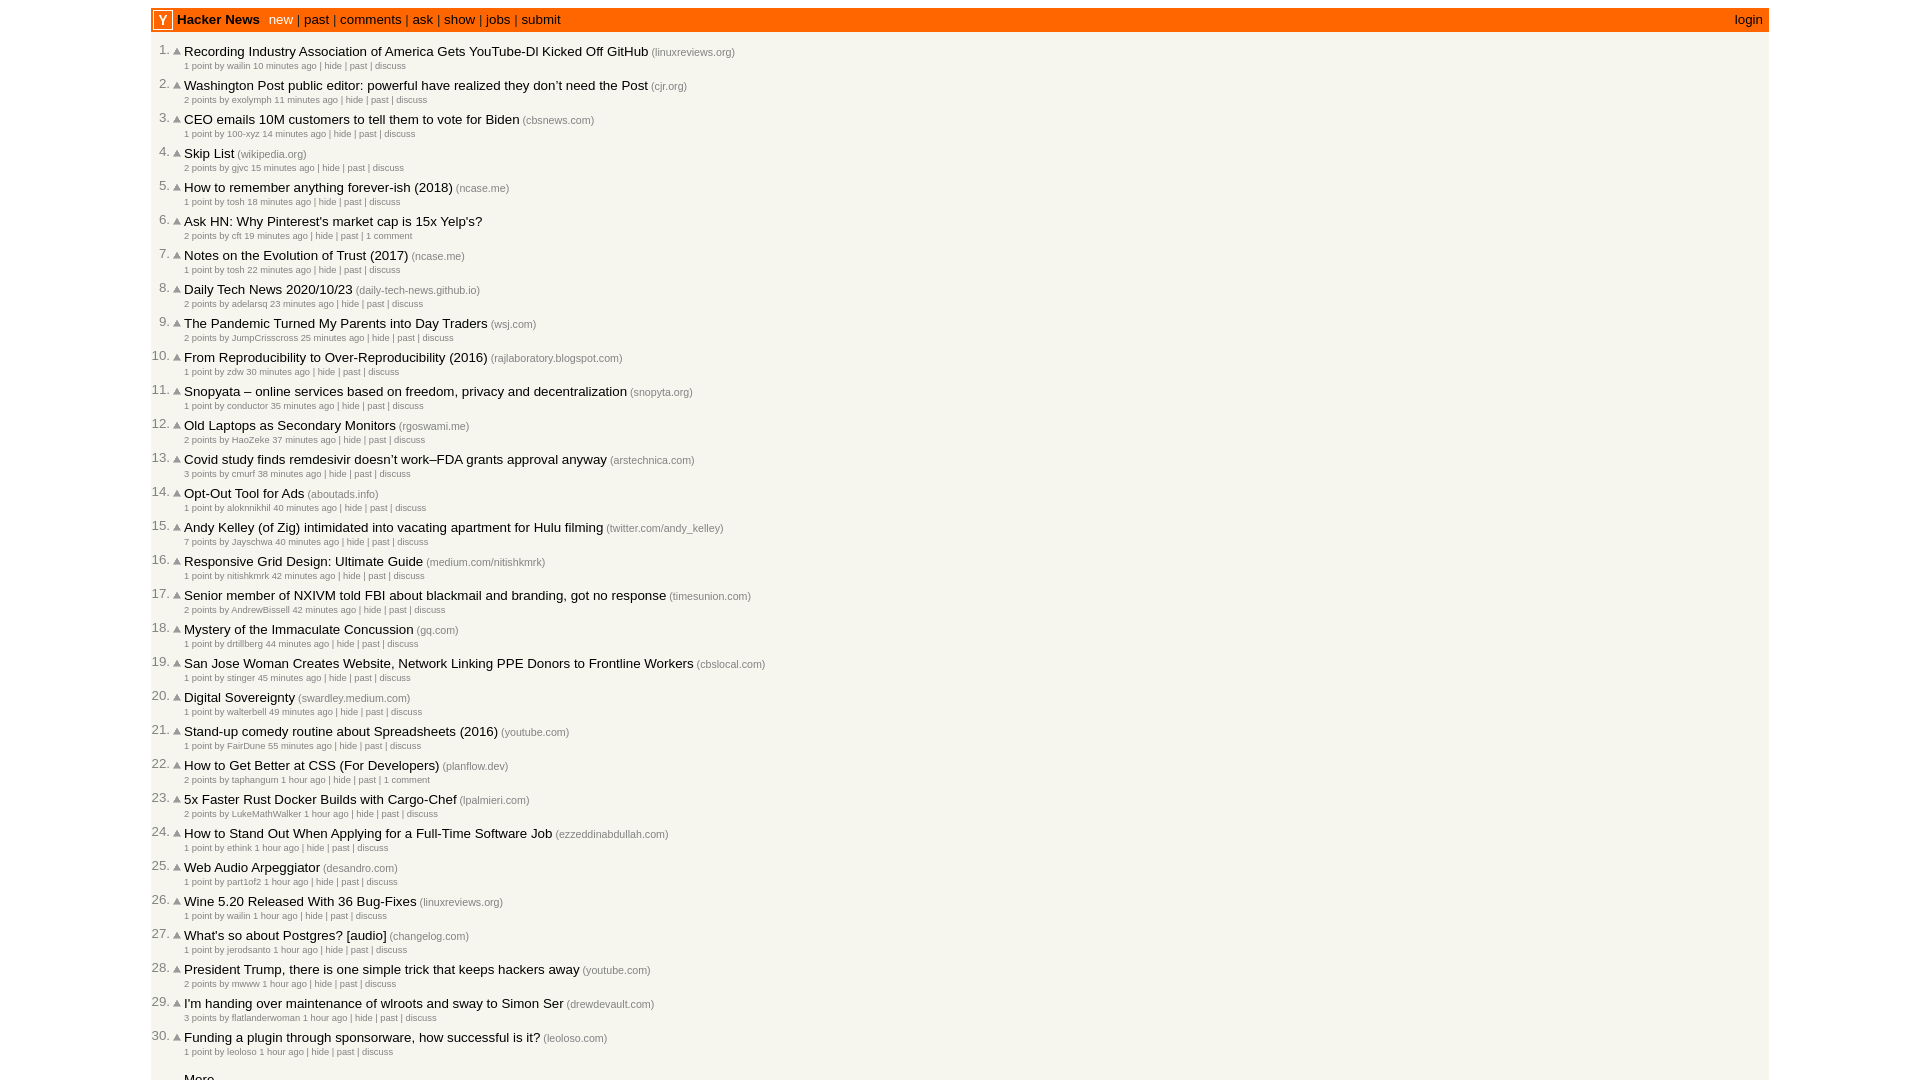 Y Hacker News new | past | comments | ask | show | jobs | submit login
1. Recording Industry Association of America Gets YouTube-Dl Kicked Off GitHub (linuxreviews.org)
1 point by wailin 10 minutes ago | hide | past | discuss
2. Washington Post public editor: powerful have realized they don’t need the Post (cjr.org)
2 points by exolymph 11 minutes ago | hide | past | discuss
3. CEO emails 10M customers to tell them to vote for Biden (cbsnews.com)
1 point by 100-xyz 14 minutes ago | hide | past | discuss
4. Skip List (wikipedia.org)
2 points by gjvc 15 minutes ago | hide | past | discuss
5. How to remember anything forever-ish (2018) (ncase.me)
1 point by tosh 18 minutes ago | hide | past | discuss
6. Ask HN: Why Pinterest's market cap is 15x Yelp's?
2 points by cft 19 minutes ago | hide | past | 1 comment
7. Notes on the Evolution of Trust (2017) (ncase.me)
1 point by tosh 22 minutes ago | hide | past | discuss
8. Daily Tech News 2020/10/23 (daily-tech-news.github.io)
2 points by adelarsq 23 minutes ago | hide | past | discuss
9. The Pandemic Turned My Parents into Day Traders (wsj.com)
2 points by JumpCrisscross 25 minutes ago | hide | past | discuss
10. From Reproducibility to Over-Reproducibility (2016) (rajlaboratory.blogspot.com)
1 point by zdw 30 minutes ago | hide | past | discuss
11. Snopyata – online services based on freedom, privacy and decentralization (snopyta.org)
1 point by conductor 35 minutes ago | hide | past | discuss
12. Old Laptops as Secondary Monitors (rgoswami.me)
2 points by HaoZeke 37 minutes ago | hide | past | discuss
13. Covid study finds remdesivir doesn’t work–FDA grants approval anyway (arstechnica.com)
3 points by cmurf 38 minutes ago | hide | past | discuss
14. Opt-Out Tool for Ads (aboutads.info)
1 point by aloknnikhil 40 minutes ago | hide | past | discuss
15. Andy Kelley (of Zig) intimidated into vacating apartment for Hulu filming (twitter.com/andy_kelley)
7 points by Jayschwa 40 minutes ago | hide | past | discuss
16. Responsive Grid Design: Ultimate Guide (medium.com/nitishkmrk)
1 point by nitishkmrk 42 minutes ago | hide | past | discuss
17. Senior member of NXIVM told FBI about blackmail and branding, got no response (timesunion.com)
2 points by AndrewBissell 42 minutes ago | hide | past | discuss
18. Mystery of the Immaculate Concussion (gq.com)
1 point by drtillberg 44 minutes ago | hide | past | discuss
19. San Jose Woman Creates Website, Network Linking PPE Donors to Frontline Workers (cbslocal.com)
1 point by stinger 45 minutes ago | hide | past | discuss
20. Digital Sovereignty (swardley.medium.com)
1 point by walterbell 49 minutes ago | hide | past | discuss
21. Stand-up comedy routine about Spreadsheets (2016) (youtube.com)
1 point by FairDune 55 minutes ago | hide | past | discuss
22. How to Get Better at CSS (For Developers) (planflow.dev)
2 points by taphangum 1 hour ago | hide | past | 1 comment
23. 5x Faster Rust Docker Builds with Cargo-Chef (lpalmieri.com)
2 points by LukeMathWalker 1 hour ago | hide | past | discuss
24. How to Stand Out When Applying for a Full-Time Software Job (ezzeddinabdullah.com)
1 point by ethink 1 hour ago | hide | past | discuss
25. Web Audio Arpeggiator (desandro.com)
1 point by part1of2 1 hour ago | hide | past | discuss
26. Wine 5.20 Released With 36 Bug-Fixes (linuxreviews.org)
1 point by wailin 1 hour ago | hide | past | discuss
27. What's so about Postgres? [audio] (changelog.com)
1 point by jerodsanto 1 hour ago | hide | past | discuss
28. President Trump, there is one simple trick that keeps hackers away (youtube.com)
2 points by mwww 1 hour ago | hide | past | discuss
29. I'm handing over maintenance of wlroots and sway to Simon Ser (drewdevault.com)
3 points by flatlanderwoman 1 hour ago | hide | past | discuss
30. Funding a plugin through sponsorware, how successful is it? (leoloso.com)
1 point by leoloso 1 hour ago | hide | past | discuss
More